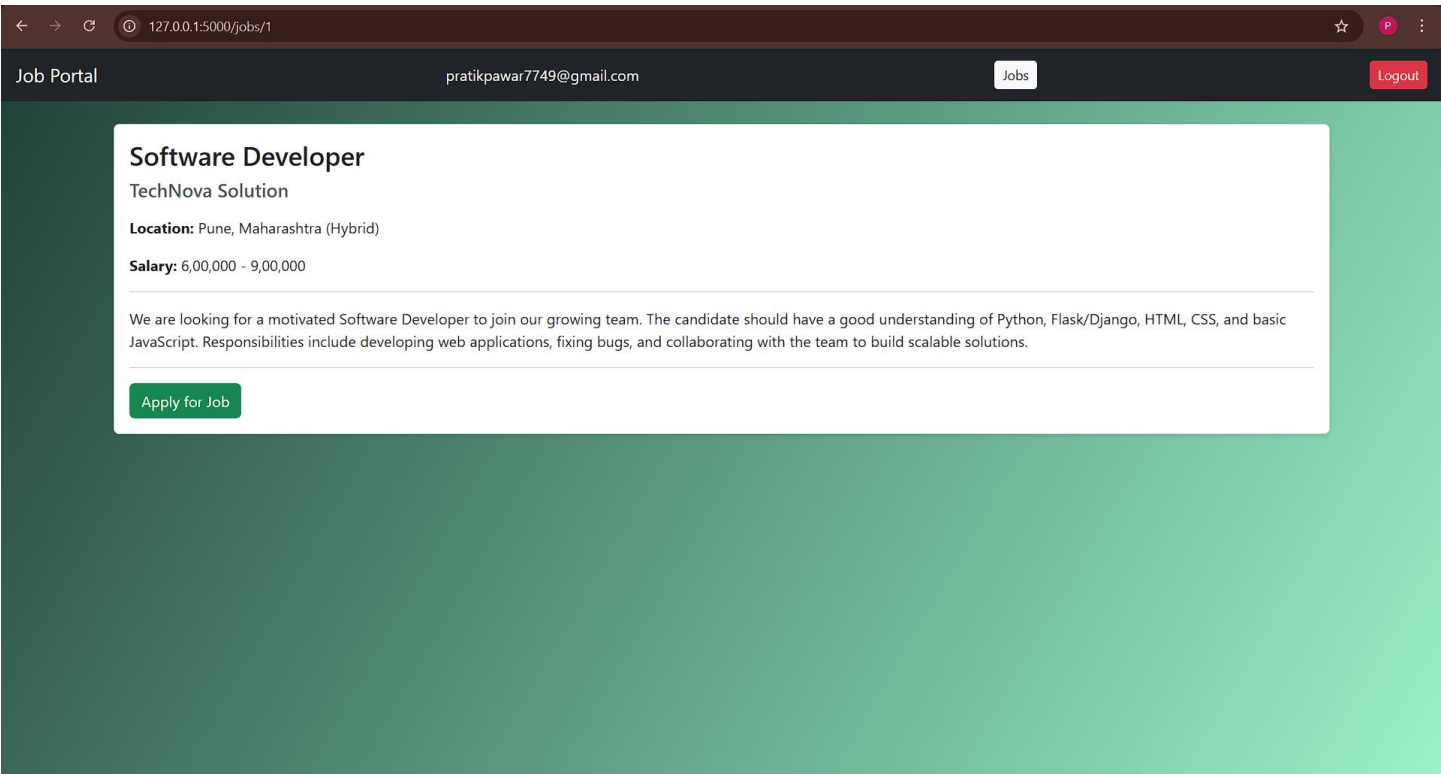 127.0.0.1:5000/jobs/1
P
Job Portal pratikpawar7749@gmail.com Jobs Logout
Software Developer
TechNova Solution
Location: Pune, Maharashtra (Hybrid)
Salary: 6,00,000 - 9,00,000
We are looking for a motivated Software Developer to join our growing team. The candidate should have a good understanding of Python, Flask/Django, HTML, CSS, and basic
JavaScript. Responsibilities include developing web applications, fixing bugs, and collaborating with the team to build scalable solutions.
Apply for Job